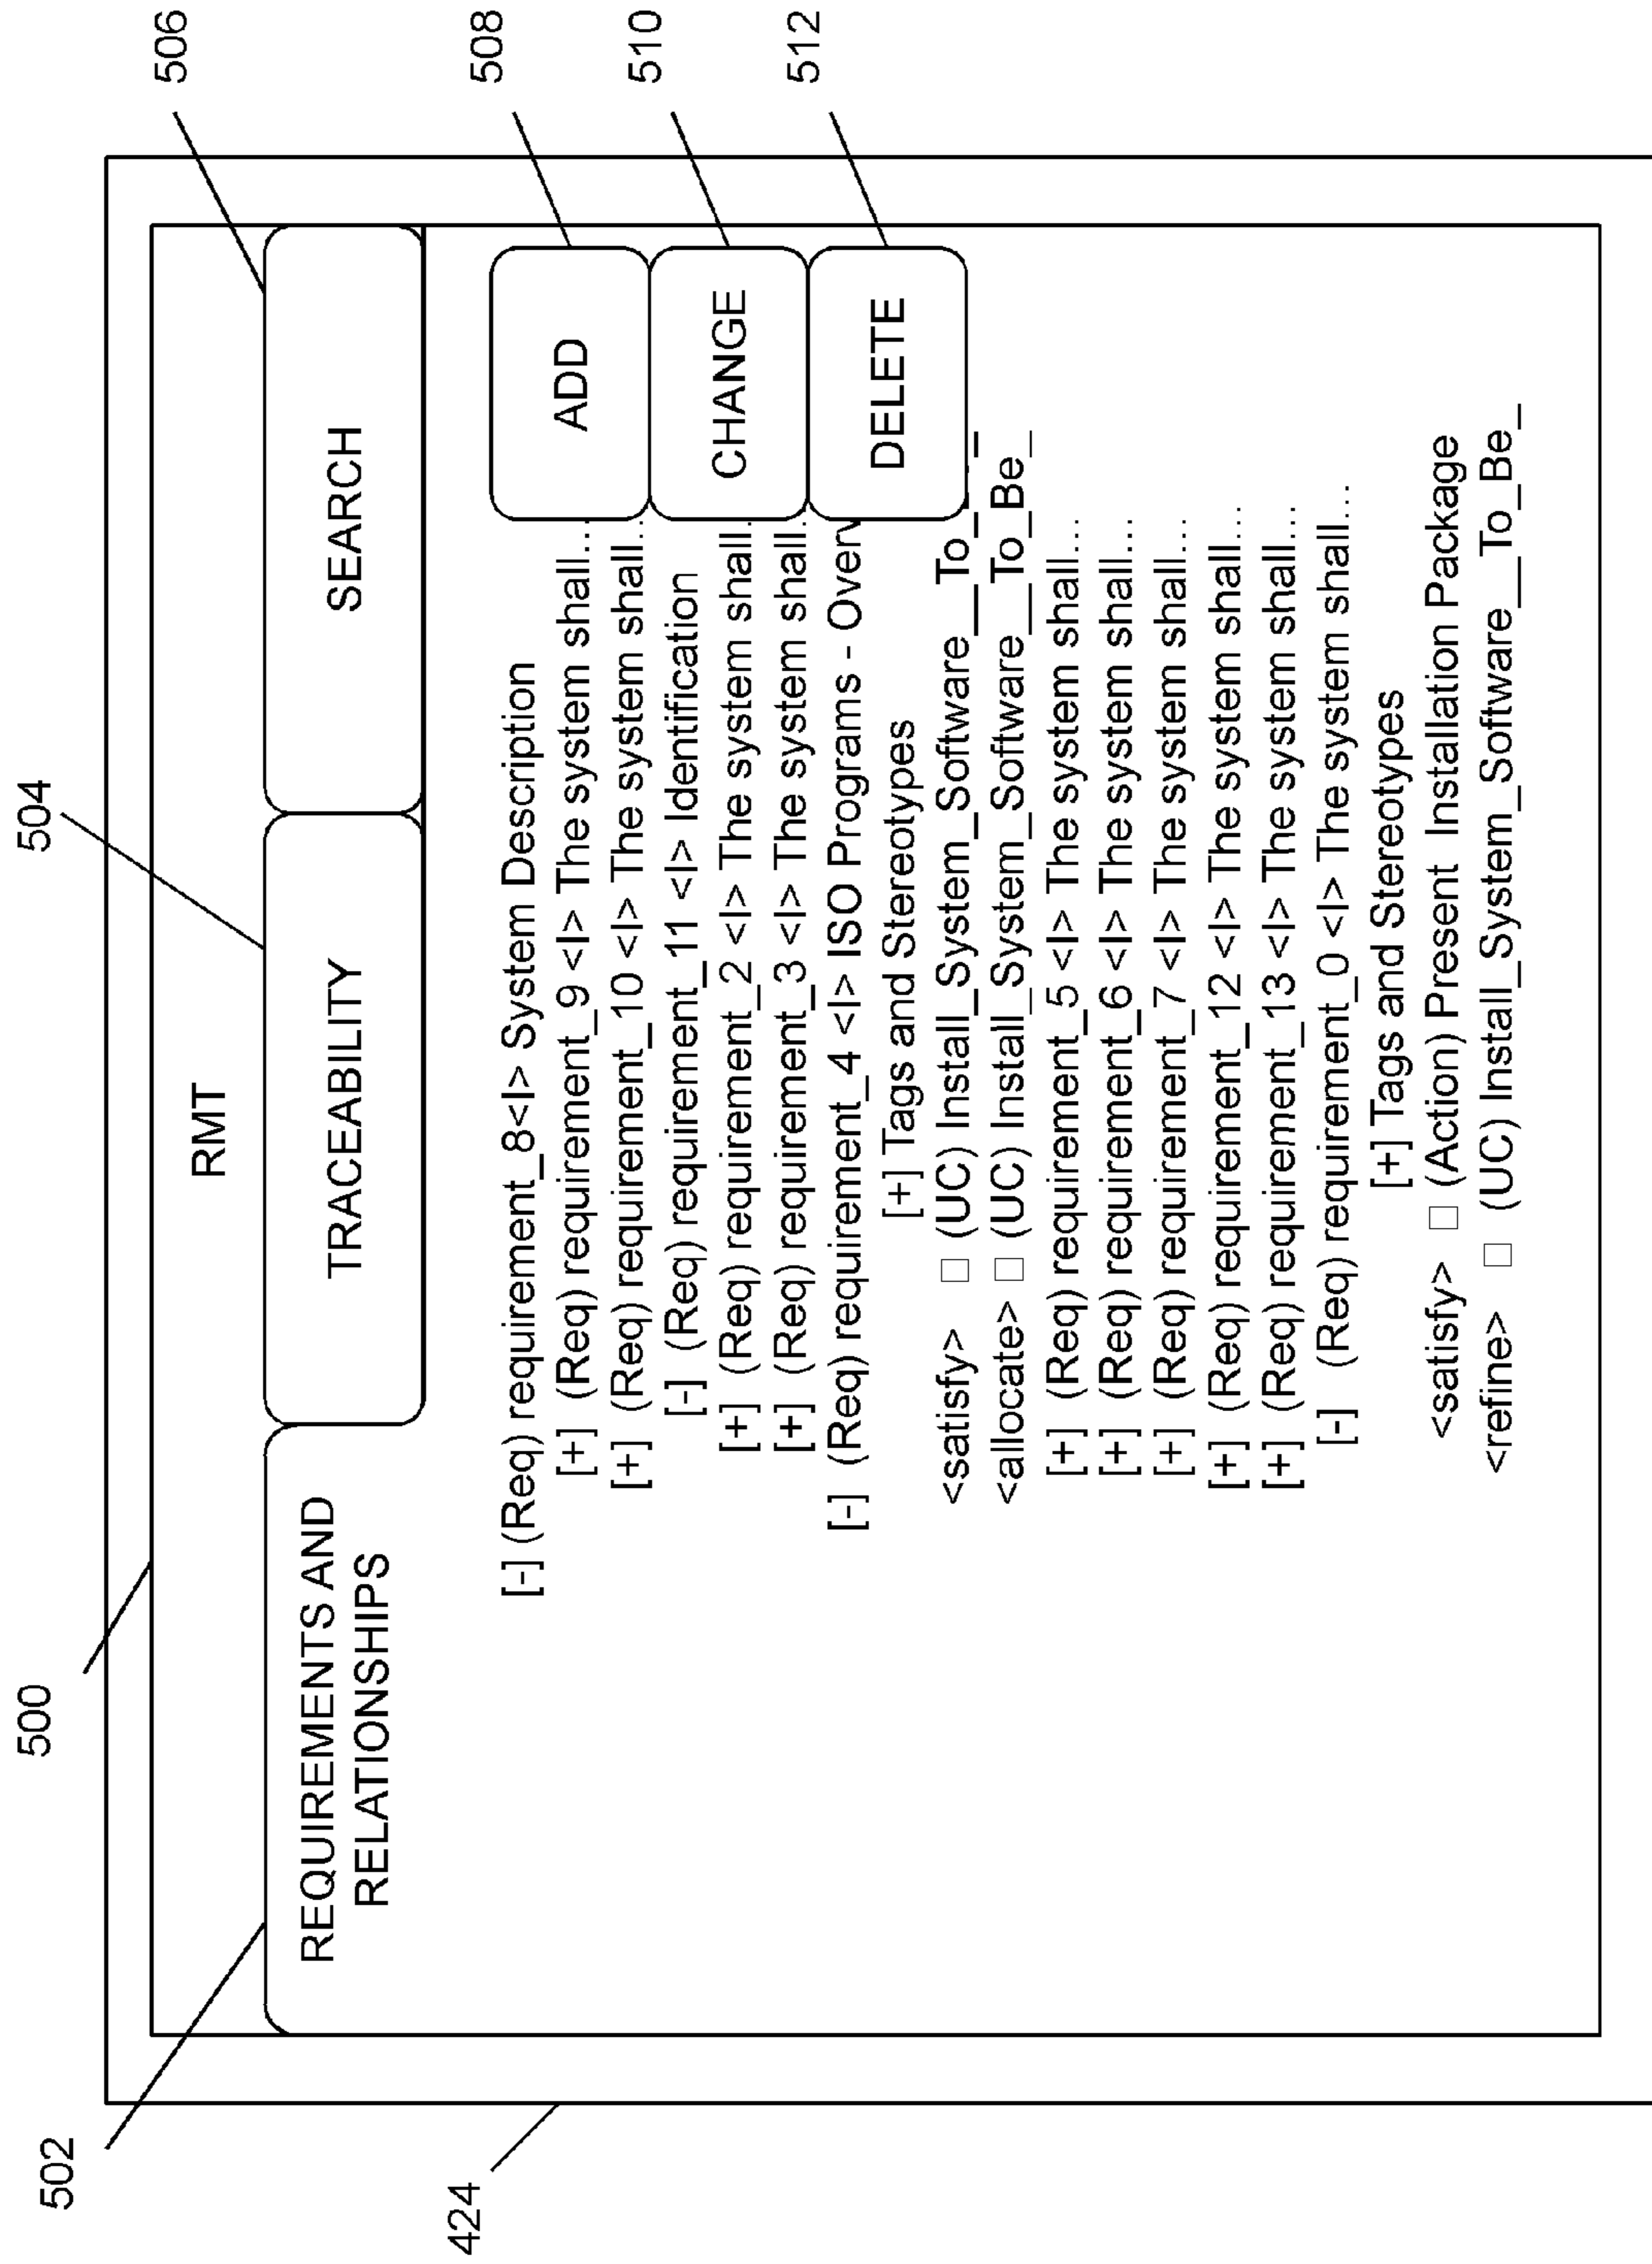 500
502
504
506
424
RMT
REQUIREMENTS AND
RELATIONSHIPS
TRACEABILITY
SEARCH
508
510
512
ADD
CHANGE
DELETE
[-] (Req) requirement_8<I> System Description
[+] (Req) requirement_9 <I> The system shall...
[+] (Req) requirement_10 <I> The system shall...
[-] (Req) requirement_11 <I> Identification
[+] (Req) requirement_2 <I> The system shall.
[+] (Req) requirement_3 <I> The system shall.
[-] (Req) requirement_4 <I> ISO Programs - Overv
[+] Tags and Stereotypes
<satisfy> □ (UC) Install_System_Software__To_
<allocate> □ (UC) Install_System_Software__To_Be_
[+] (Req) requirement_5 <I> The system shall...
[+] (Req) requirement_6 <I> The system shall...
[+] (Req) requirement_7 <I> The system shall...
[+] (Req) requirement_12 <I> The system shall...
[+] (Req) requirement_13 <I> The system shall...
[-] (Req) requirement_0 <I> The system shall...
[+] Tags and Stereotypes
<satisfy> □ (Action) Present Installation Package
<refine> □ (UC) Install_System_Software__To_Be_